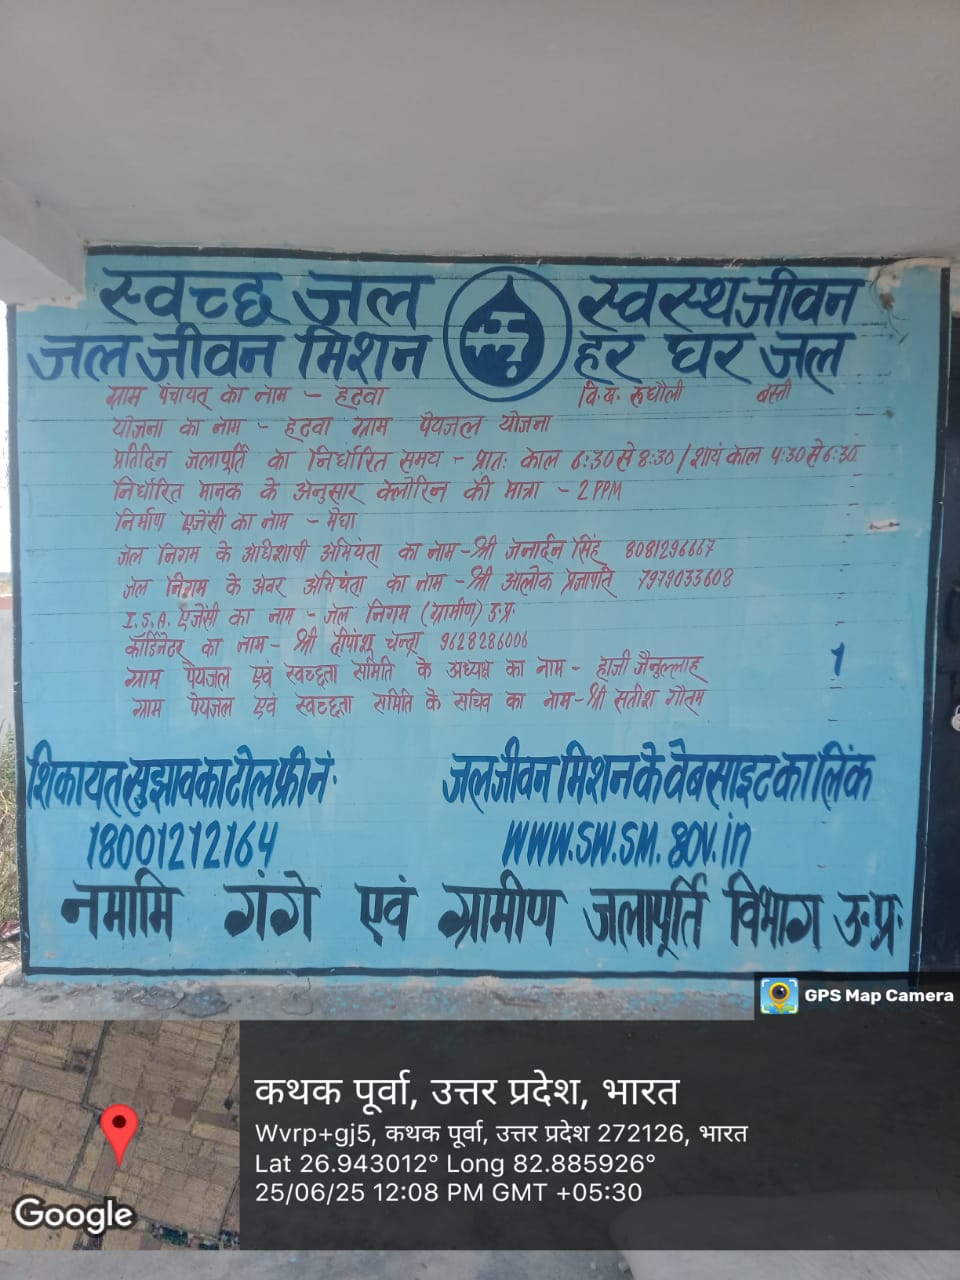 स्वच्छ जल स्वस्थ जीवन
जल जीवन मिशन हर घर जल
ग्राम पंचायत का नाम - हटवा वि.ख. रुधौली बस्ती
योजना का नाम - हटवा ग्राम पेयजल योजना
प्रतिदिन जलापूर्ति का निर्धारित समय - प्रातः काल 6:30 से 8:30 / शायं काल 4:30 से 6:30
निर्धारित मानक के अनुसार क्लोरिन की मात्रा - 2 PPM
निर्माण एजेंसी का नाम - मेघा
जल निगम के अधिशाषी अभियंता का नाम - श्री जनार्दन सिंह 8081296667
जल निगम के अवर अभियंता का नाम - श्री आलोक प्रजापति 7979033608
I.S.A. एजेंसी का नाम - जल निगम (ग्रामीण) उ.प्र
कॉर्डिनेटर का नाम - श्री दीपांशू चन्द्रा 9628286006
ग्राम पेयजल एवं स्वच्छता समिति के अध्यक्ष का नाम - हाजी जैनुल्लाह
ग्राम पेयजल एवं स्वच्छता समिति के सचिव का नाम - श्री सतीश गौतम
1
शिकायत सुझाव का टोल फ्री नं.
18001212164
जल जीवन मिशन के वेबसाइट का लिंक
WWW.SW.SM.GOV.in
नमामि गंगे एवं ग्रामीण जलापूर्ति विभाग उ.प्र.
GPS Map Camera
कथक पूर्वा, उत्तर प्रदेश, भारत
Wvrp+gj5, कथक पूर्वा, उत्तर प्रदेश 272126, भारत
Lat 26.943012° Long 82.885926°
25/06/25 12:08 PM GMT +05:30
Google